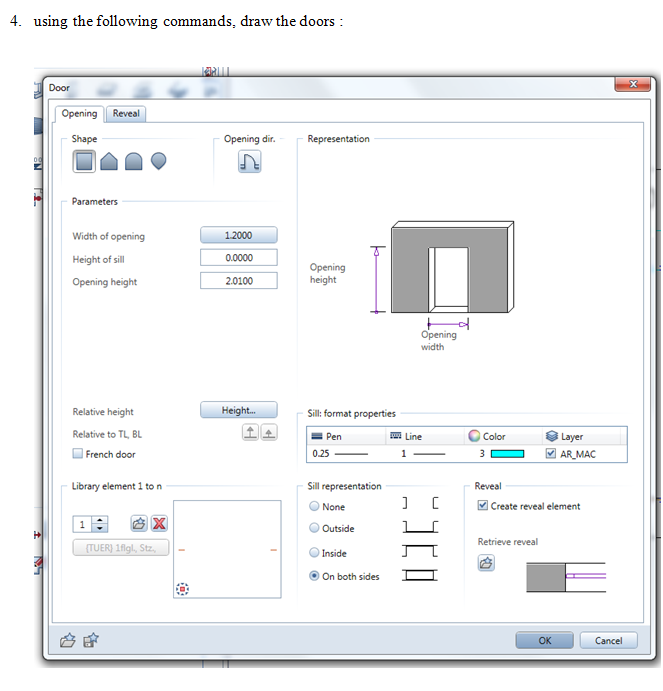 4. using the following commands, draw the doors :
Door
Opening
Reveal
Shape
Opening dir.
Representation
Parameters
Width of opening 1.2000
Height of sill 0.0000
Opening height 2.0100
Opening
height
Opening
width
Relative height Height...
Relative to TL, BL
French door
Sill: format properties
Pen Line Color Layer
0.25 1 3 AR_MAC
Library element 1 to n
1
(TUER) 1flgl., Stz.,
Sill representation
None
Outside
Inside
On both sides
Reveal
Create reveal element
Retrieve reveal
OK
Cancel